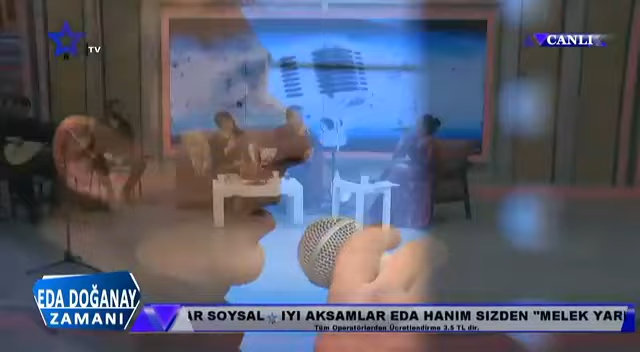 TV
CANLI
EDA DOĞANAY
ZAMANI
AR SOYSAL IYI AKSAMLAR EDA HANIM SIZDEN "MELEK YAR
Tüm Operatörlerden Ücretlendirme 3.5 TL dir.